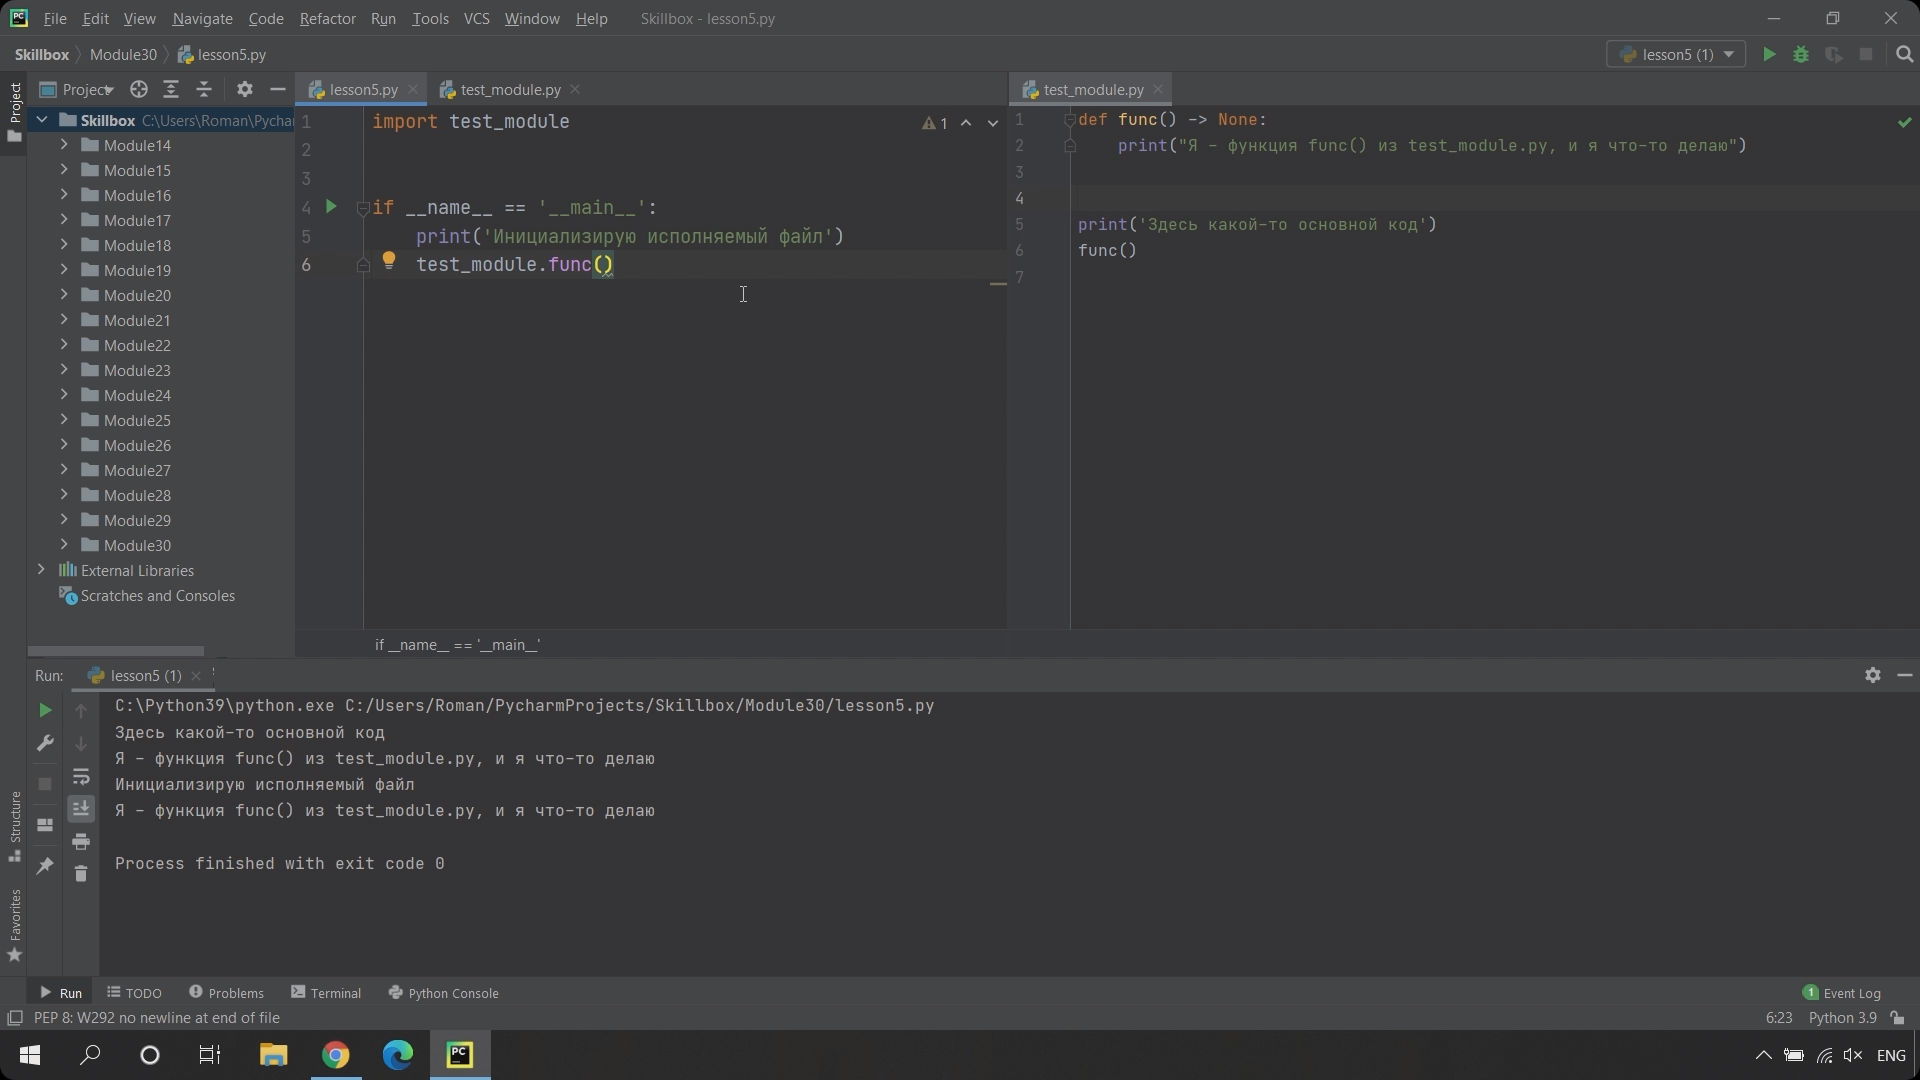 File Edit View Navigate Code Refactor Run Tools VCS Window Help Skillbox - lesson5.py
Skillbox Module30 lesson5.py lesson5 (1)
Project
Project lesson5.py test_module.py test_module.py
Skillbox C:\Users\Roman\Pychar
Module14
Module15
Module16
Module17
Module18
Module19
Module20
Module21
Module22
Module23
Module24
Module25
Module26
Module27
Module28
Module29
Module30
External Libraries
Scratches and Consoles
1 import test_module 1
2
3
4 if __name__ == '__main__':
5 print('Инициализирую исполняемый файл')
6 test_module.func()
if __name__ == '__main__'
1 def func() -> None:
2 print("Я - функция func() из test_module.py, и я что-то делаю")
3
4
5 print('Здесь какой-то основной код')
6 func()
7
Run: lesson5 (1)
C:\Python39\python.exe C:/Users/Roman/PycharmProjects/Skillbox/Module30/lesson5.py
Здесь какой-то основной код
Я - функция func() из test_module.py, и я что-то делаю
Инициализирую исполняемый файл
Я - функция func() из test_module.py, и я что-то делаю
Process finished with exit code 0
Structure
Favorites
Run TODO Problems Terminal Python Console 1 Event Log
PEP 8: W292 no newline at end of file 6:23 Python 3.9
PC ENG